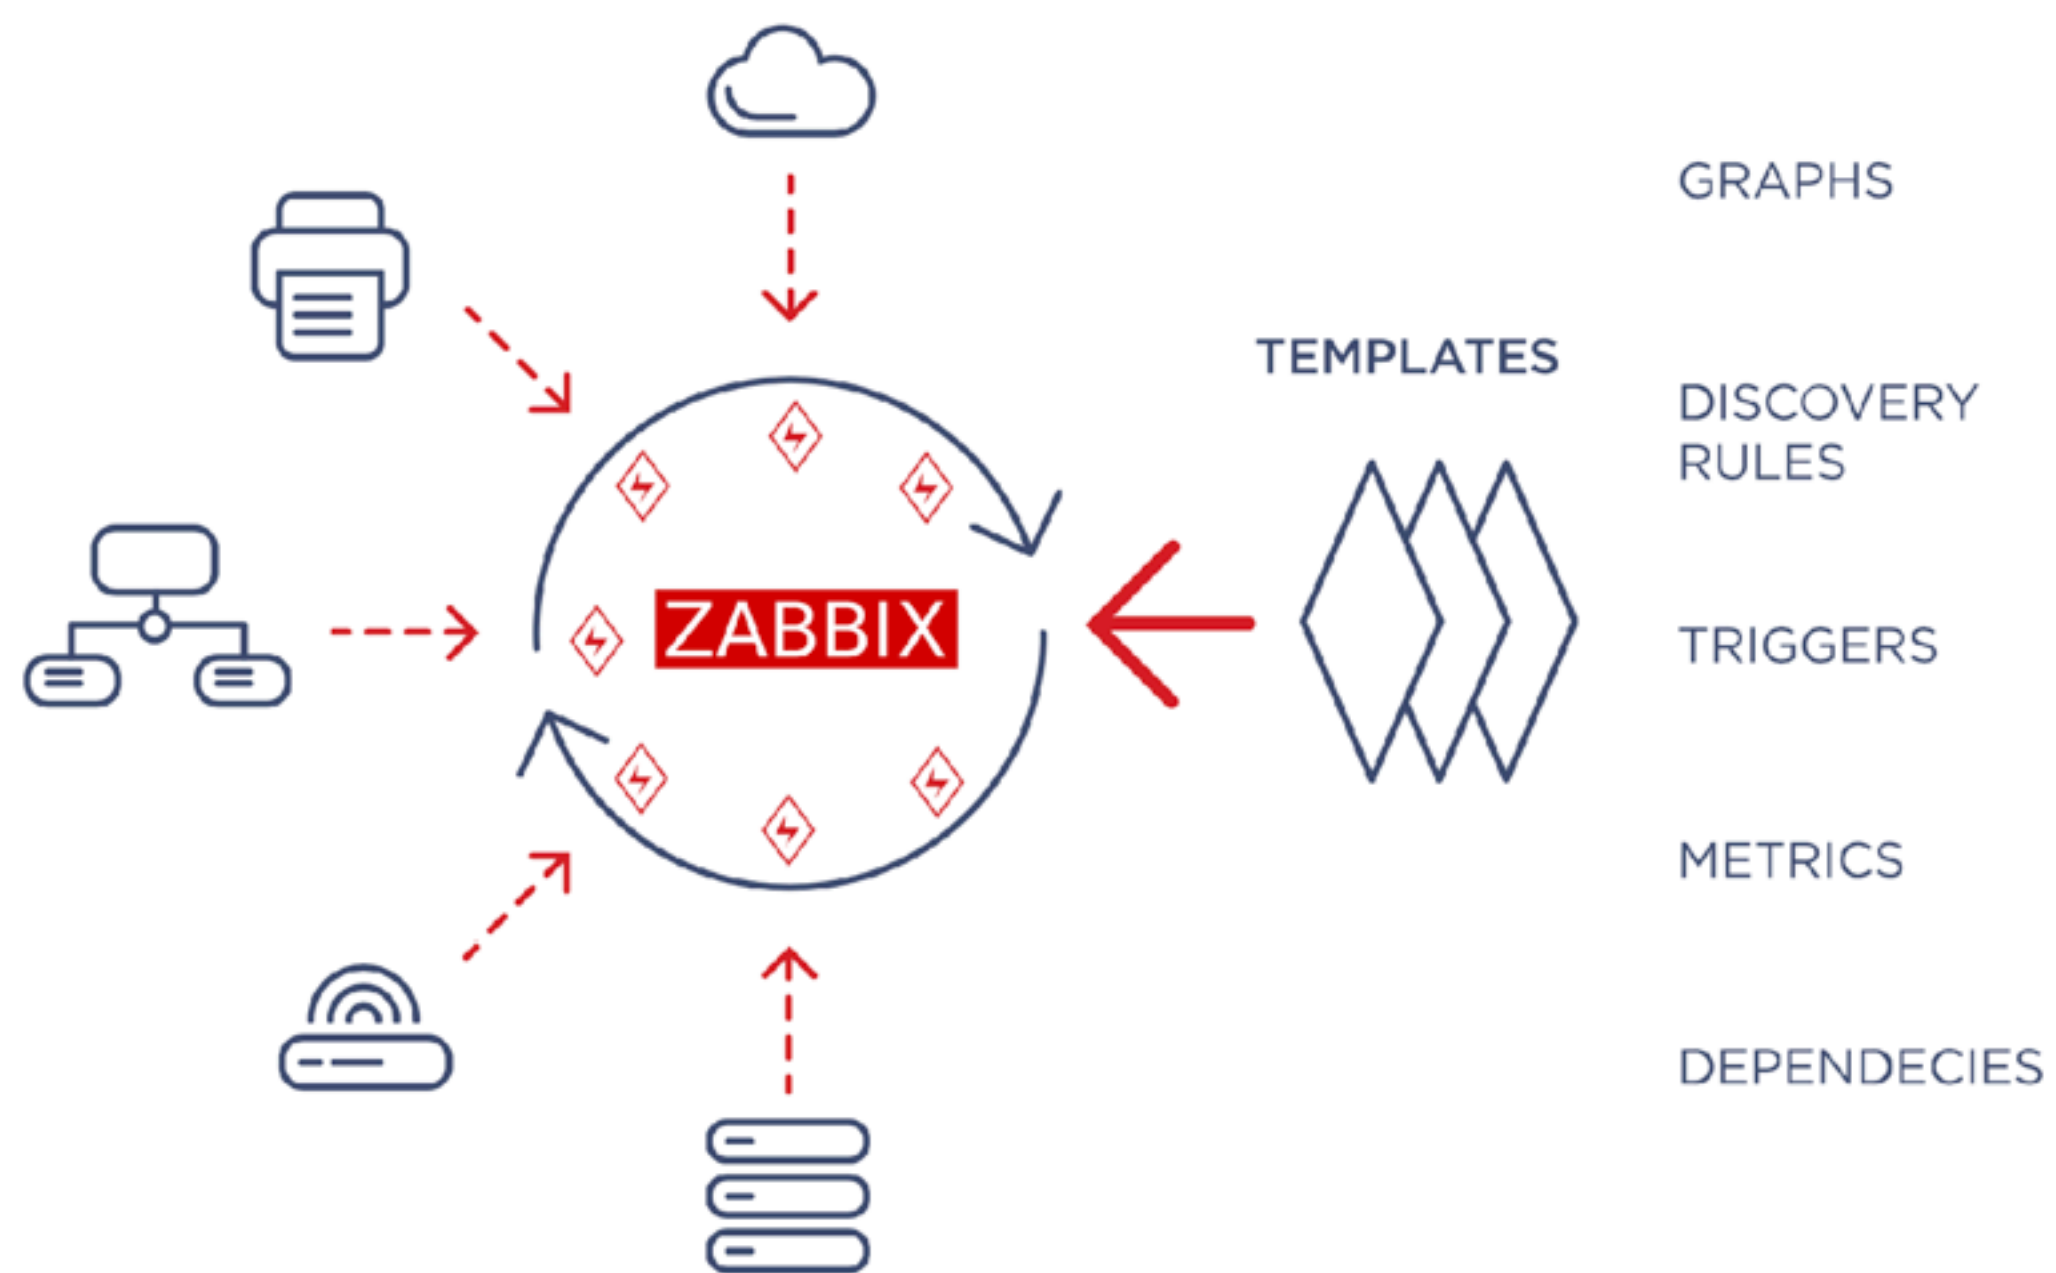 ZABBIX
TEMPLATES
GRAPHS
DISCOVERY
RULES
TRIGGERS
METRICS
DEPENDECIES